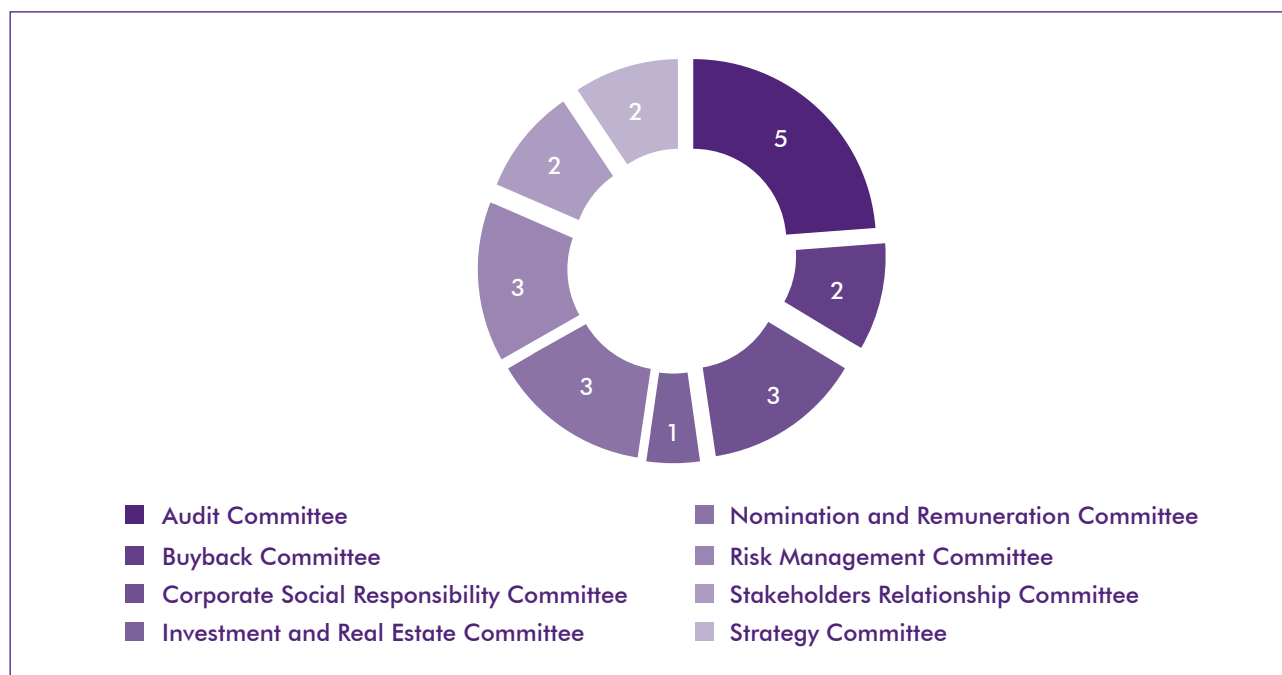 5
2
3
1
3
3
2
2
Audit Committee
Buyback Committee
Corporate Social Responsibility Committee
Investment and Real Estate Committee
Nomination and Remuneration Committee
Risk Management Committee
Stakeholders Relationship Committee
Strategy Committee